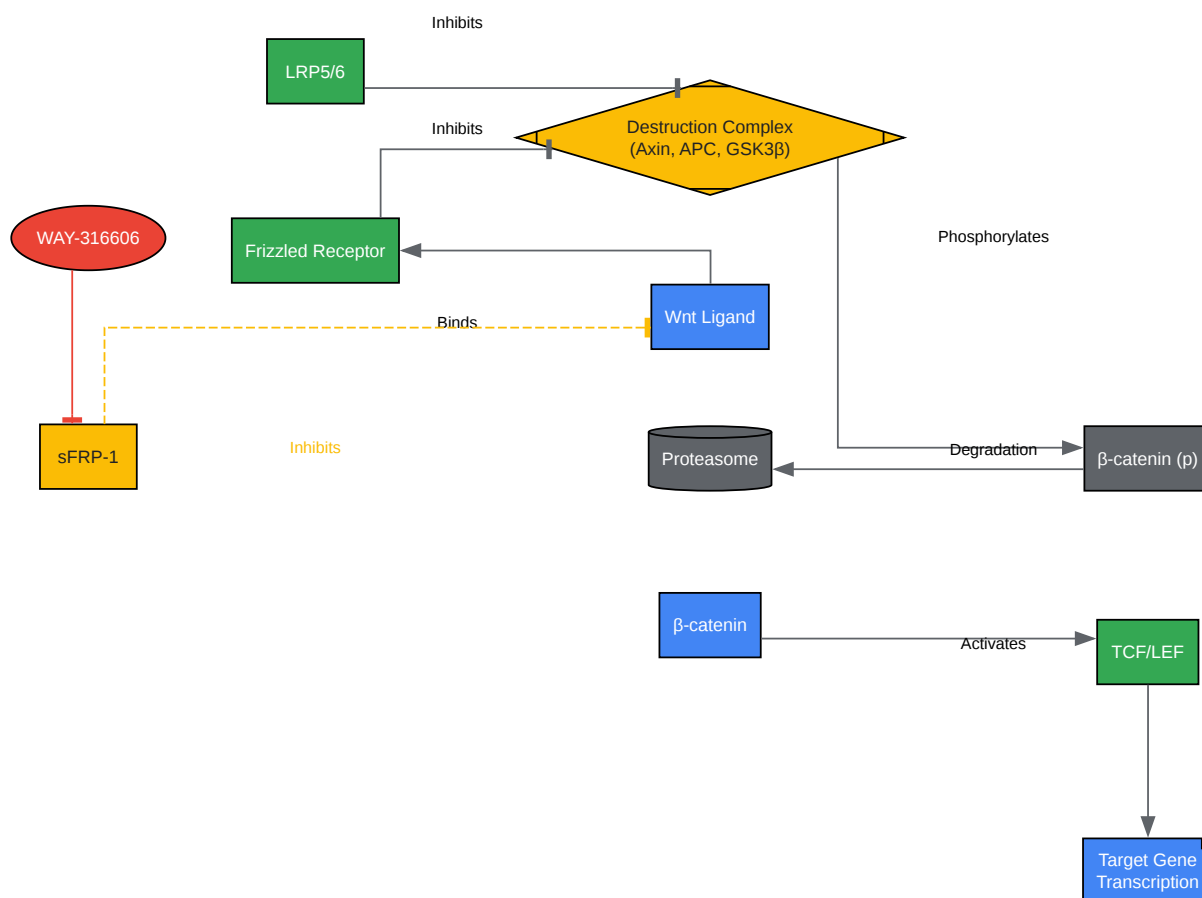 Inhibits
LRP5/6
Destruction Complex
(Axin, APC, GSK3β)
Inhibits
WAY-316606
Frizzled Receptor
Phosphorylates
Wnt Ligand
Binds
sFRP-1
Inhibits
Proteasome
Degradation
β-catenin (p)
β-catenin
Activates
TCF/LEF
Target Gene
Transcription